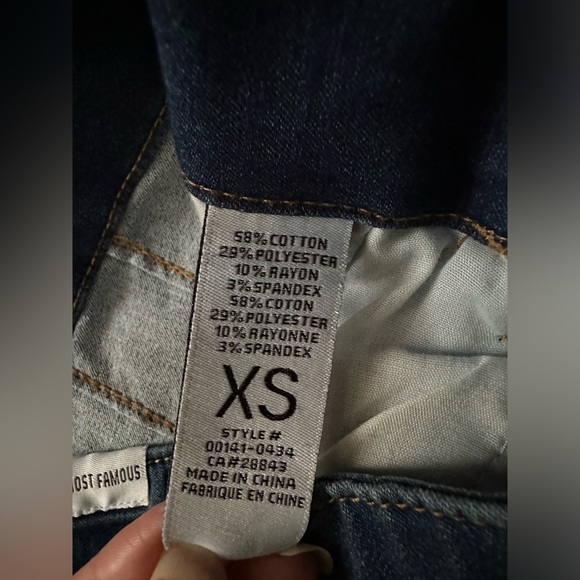 58% COTTON
29% POLYESTER
10% RAYON
3% SPANDEX
58% COTON
29% POLYESTER
10% RAYONNE
3% SPANDEX
XS
STYLE#
00141-0434
CA#28843
MADE IN CHINA
FABRIQUE EN CHINE
FAMOUS